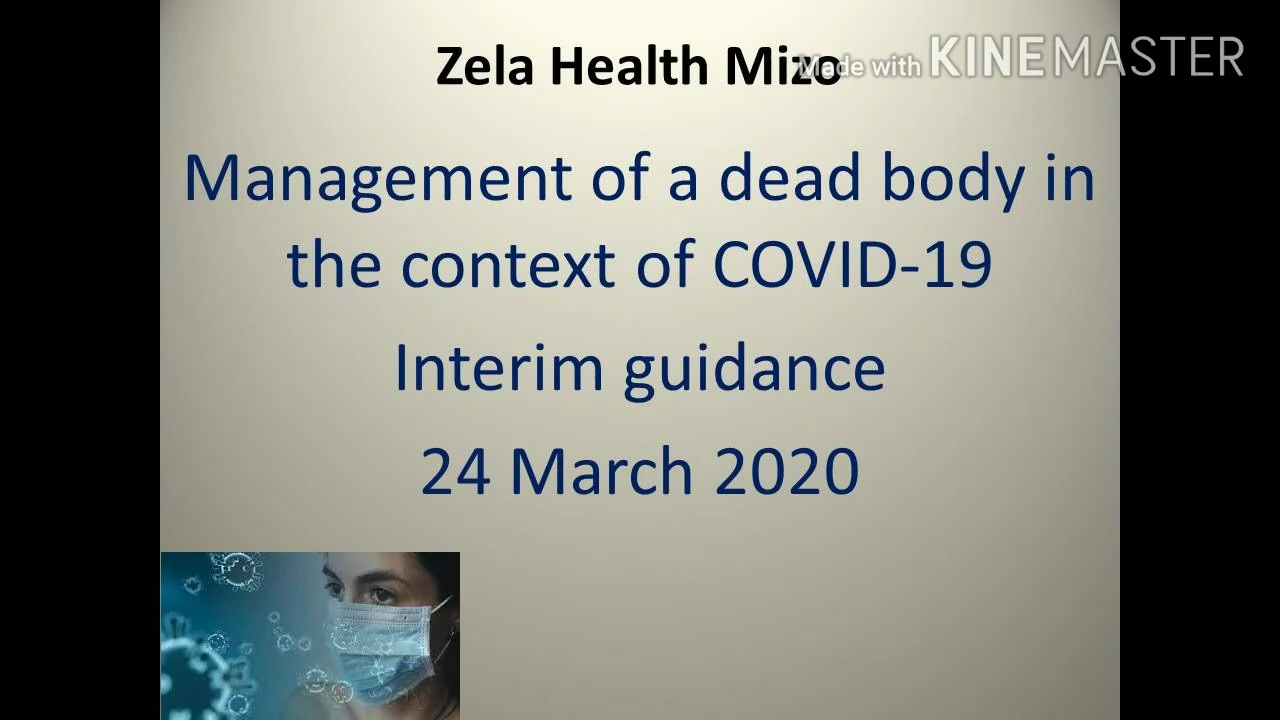 Zela Health Mizo
Made with KINEMASTER
Management of a dead body in
the context of COVID-19
Interim guidance
24 March 2020